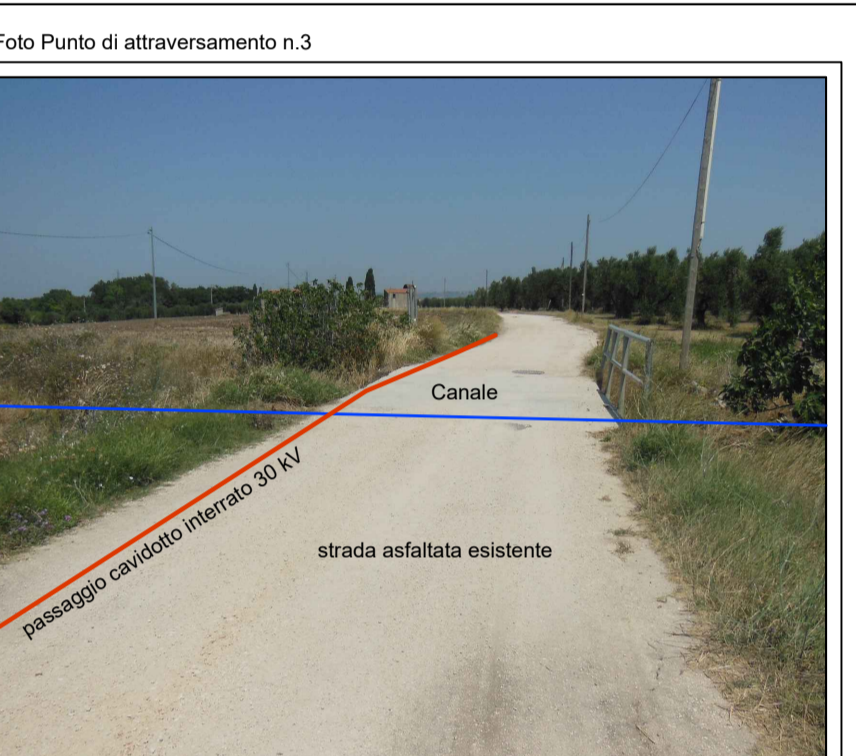 Foto Punto di attraversamento n.3
Canale
passaggio cavidotto interrato 30 kV
strada asfaltata esistente